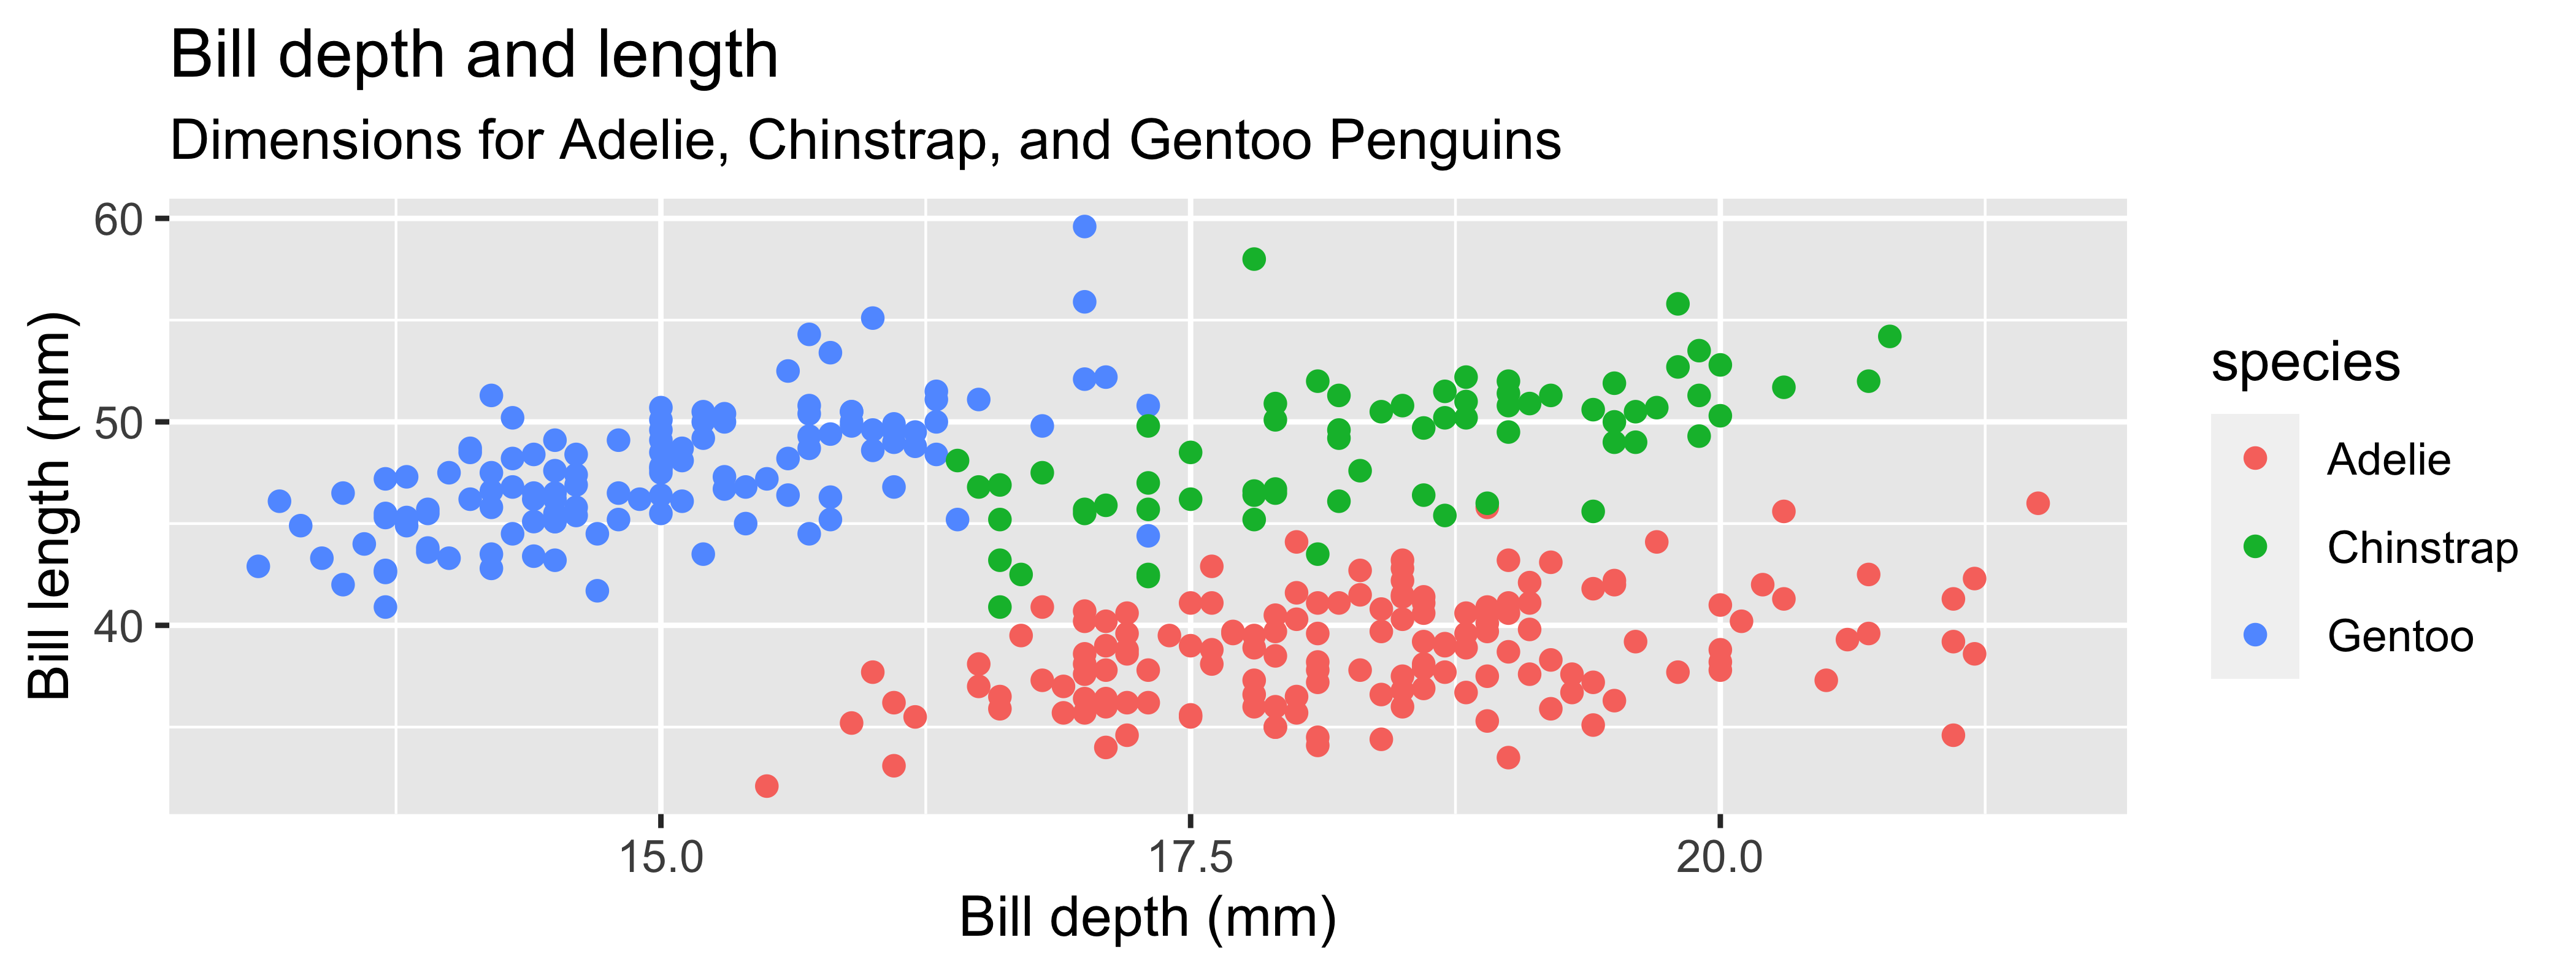 Bill depth and length
Dimensions for Adelie, Chinstrap, and Gentoo Penguins
60
50
40
Bill length (mm)
15.0 17.5 20.0
Bill depth (mm)
species
Adelie
Chinstrap
Gentoo